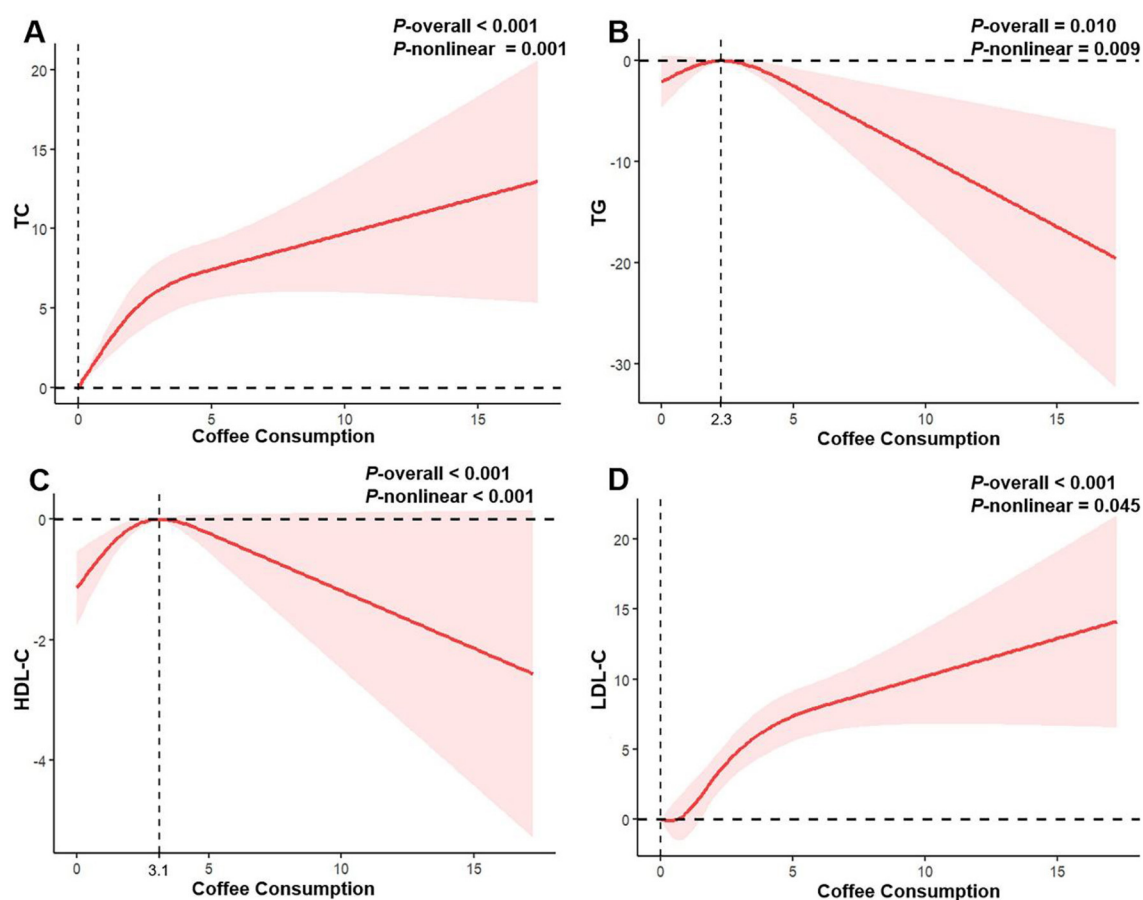 A
P-overall < 0.001
P-nonlinear = 0.001
20
15
10
5
0
TC
0
5
10
15
Coffee Consumption
B
P-overall = 0.010
P-nonlinear = 0.009
0
-10
-20
-30
TG
0
2.3
5
10
15
Coffee Consumption
C
P-overall < 0.001
P-nonlinear < 0.001
0
-2
-4
HDL-C
0
3.1
5
10
15
Coffee Consumption
D
P-overall < 0.001
P-nonlinear = 0.045
20
15
10
5
0
LDL-C
0
5
10
15
Coffee Consumption